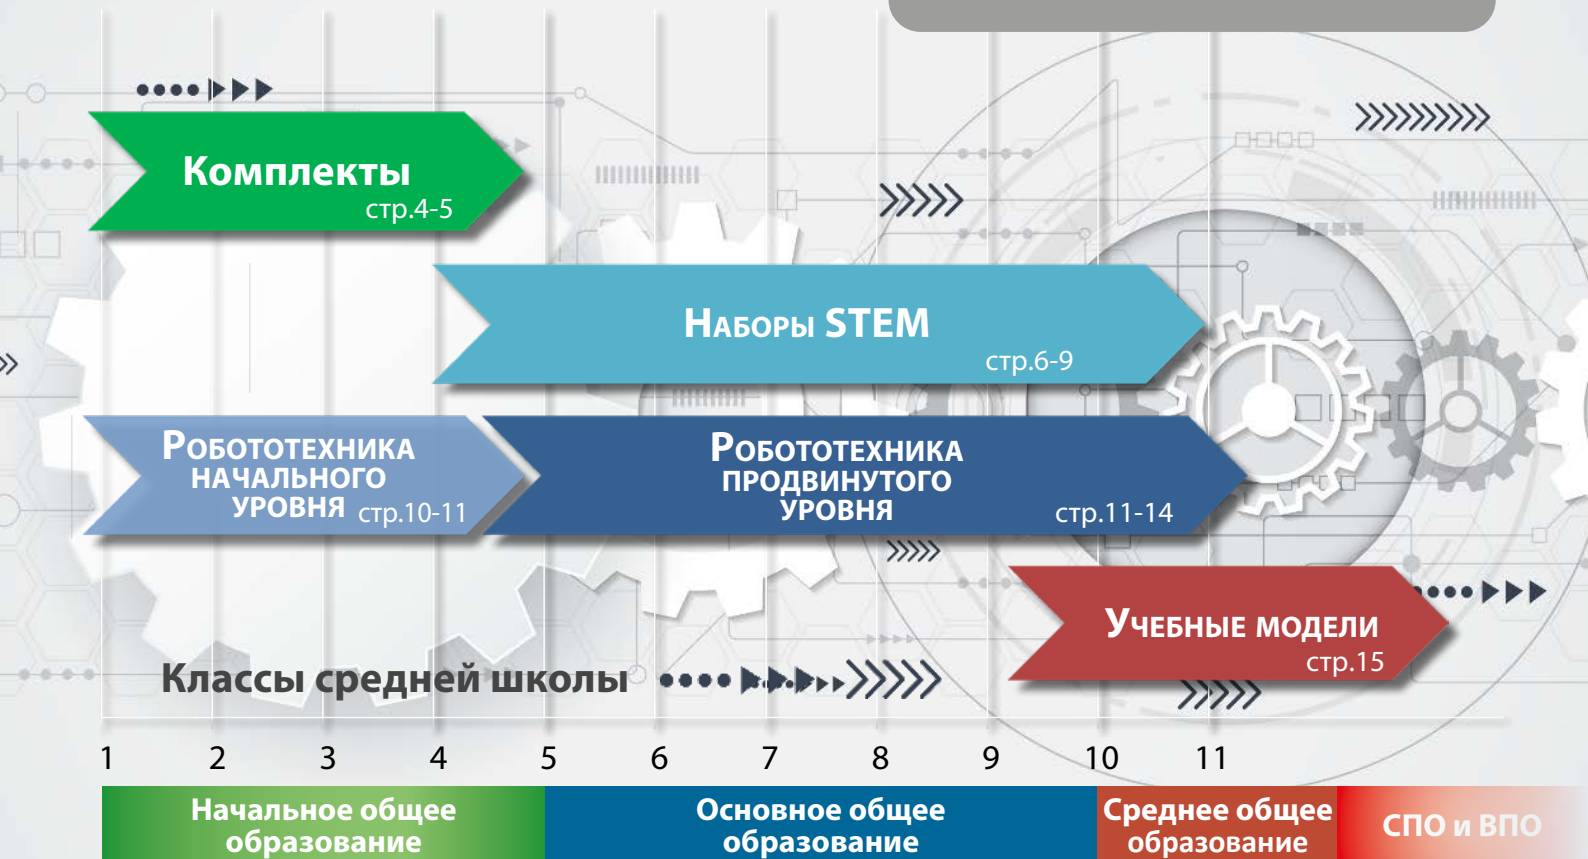 Комплекты
стр.4-5
Наборы STEM
стр.6-9
Робототехника
начального
уровня стр.10-11
Робототехника
продвинутого
уровня
стр.11-14
Учебные модели
стр.15
Классы средней школы
1 2 3 4 5 6 7 8 9 10 11
Начальное общее
образование
Основное общее
образование
Среднее общее
образование
СПО и ВПО